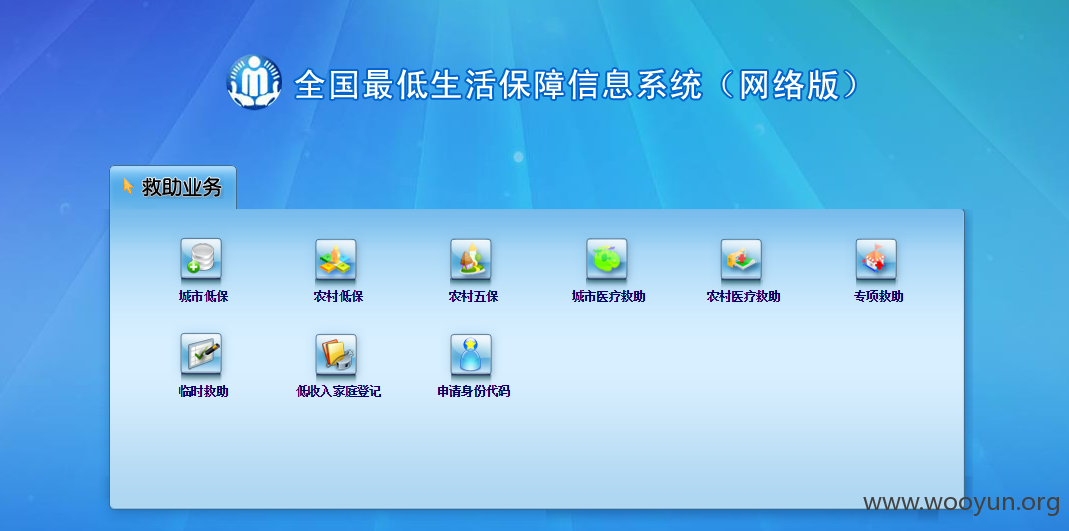 全国最低生活保障信息系统（网络版）
救助业务
城市低保 农村低保 农村五保 城市医疗救助 农村医疗救助 专项救助
临时救助 低收入家庭登记 申请身份代码
www.wooyun.org